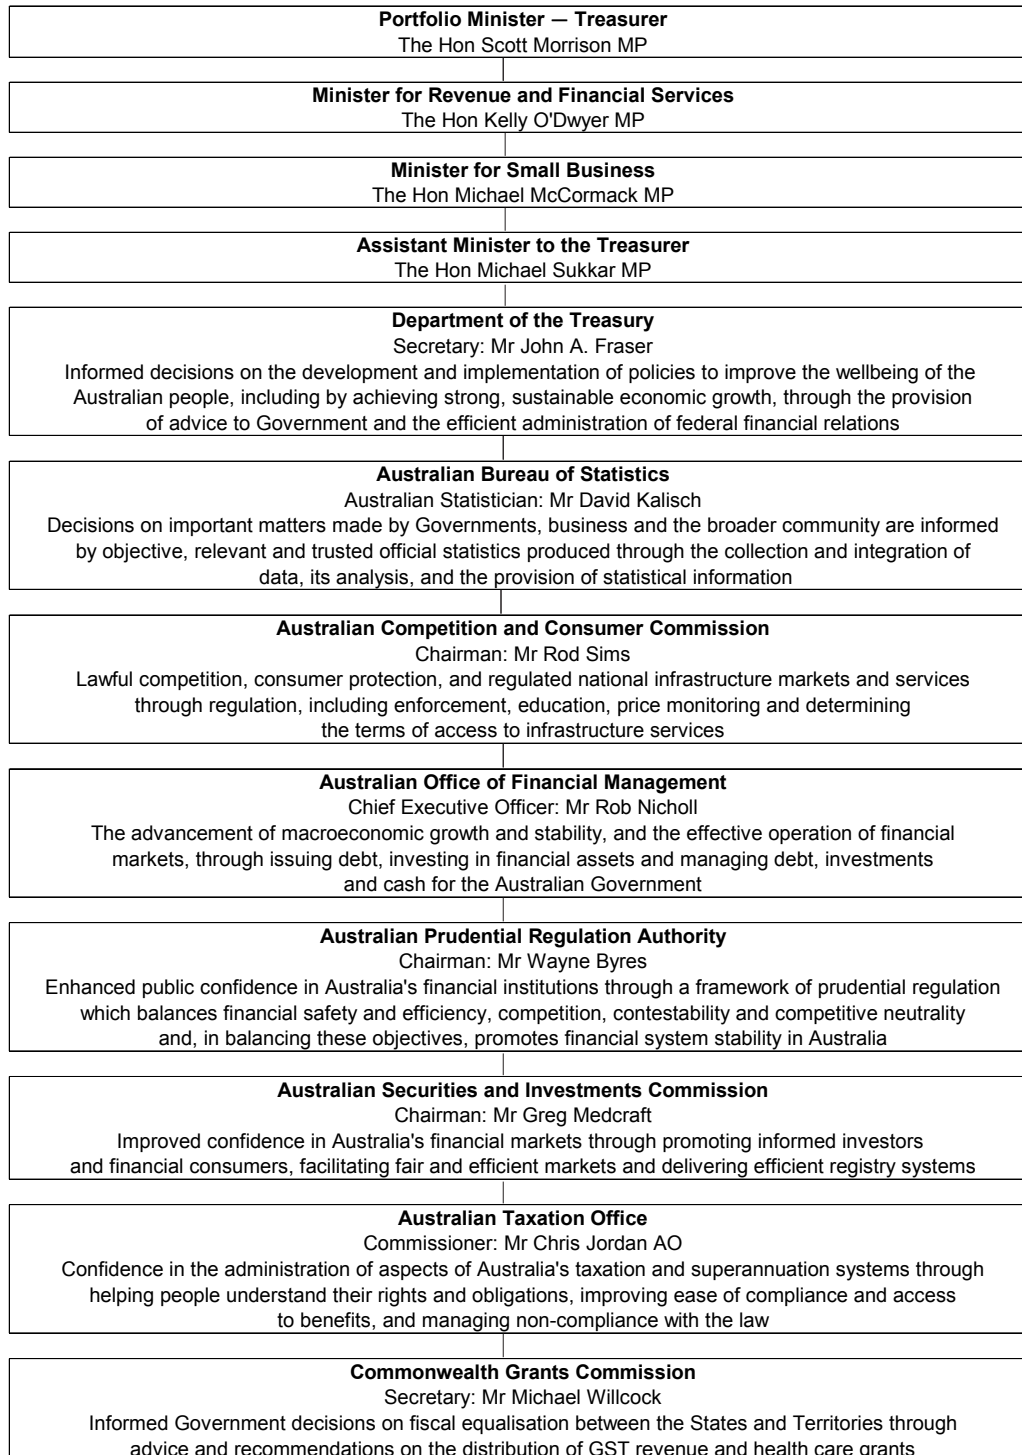 Portfolio Minister — Treasurer
The Hon Scott Morrison MP
Minister for Revenue and Financial Services
The Hon Kelly O'Dwyer MP
Minister for Small Business
The Hon Michael McCormack MP
Assistant Minister to the Treasurer
The Hon Michael Sukkar MP
Department of the Treasury
Secretary: Mr John A. Fraser
Informed decisions on the development and implementation of policies to improve the wellbeing of the
Australian people, including by achieving strong, sustainable economic growth, through the provision
of advice to Government and the efficient administration of federal financial relations
Australian Bureau of Statistics
Australian Statistician: Mr David Kalisch
Decisions on important matters made by Governments, business and the broader community are informed
by objective, relevant and trusted official statistics produced through the collection and integration of
data, its analysis, and the provision of statistical information
Australian Competition and Consumer Commission
Chairman: Mr Rod Sims
Lawful competition, consumer protection, and regulated national infrastructure markets and services
through regulation, including enforcement, education, price monitoring and determining
the terms of access to infrastructure services
Australian Office of Financial Management
Chief Executive Officer: Mr Rob Nicholl
The advancement of macroeconomic growth and stability, and the effective operation of financial
markets, through issuing debt, investing in financial assets and managing debt, investments
and cash for the Australian Government
Australian Prudential Regulation Authority
Chairman: Mr Wayne Byres
Enhanced public confidence in Australia's financial institutions through a framework of prudential regulation
which balances financial safety and efficiency, competition, contestability and competitive neutrality
and, in balancing these objectives, promotes financial system stability in Australia
Australian Securities and Investments Commission
Chairman: Mr Greg Medcraft
Improved confidence in Australia's financial markets through promoting informed investors
and financial consumers, facilitating fair and efficient markets and delivering efficient registry systems
Australian Taxation Office
Commissioner: Mr Chris Jordan AO
Confidence in the administration of aspects of Australia's taxation and superannuation systems through
helping people understand their rights and obligations, improving ease of compliance and access
to benefits, and managing non-compliance with the law
Commonwealth Grants Commission
Secretary: Mr Michael Willcock
Informed Government decisions on fiscal equalisation between the States and Territories through
advice and recommendations on the distribution of GST revenue and health care grants